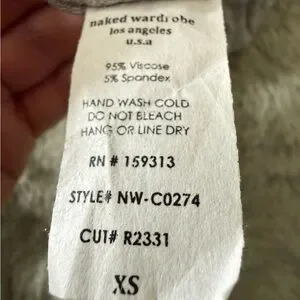 naked wardrobe
los angeles
u.s.a
95% Viscose
5% Spandex
HAND WASH COLD
DO NOT BLEACH
HANG OR LINE DRY
RN # 159313
STYLE# NW-C0274
CUT# R2331
XS